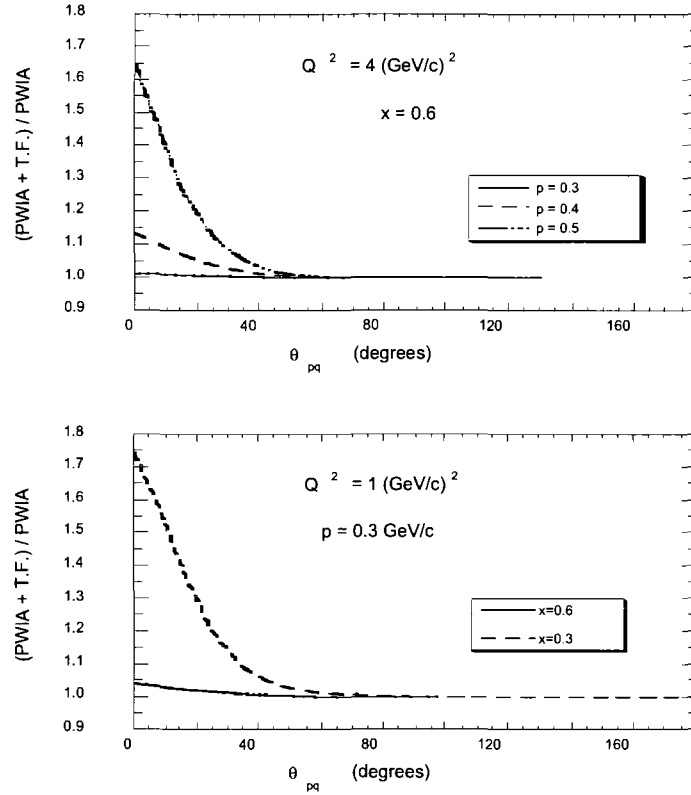 (PWIA + T.F.) / PWIA
1.8
1.7
1.6
1.5
1.4
1.3
1.2
1.1
1.0
0.9
Q 2 = 4 (GeV/c) 2
x = 0.6
p = 0.3
p = 0.4
p = 0.5
0 40 80 120 160
θ pq (degrees)
(PWIA + T.F.) / PWIA
1.8
1.7
1.6
1.5
1.4
1.3
1.2
1.1
1.0
0.9
Q 2 = 1 (GeV/c) 2
p = 0.3 GeV/c
x=0.6
x=0.3
0 40 80 120 160
θ pq (degrees)